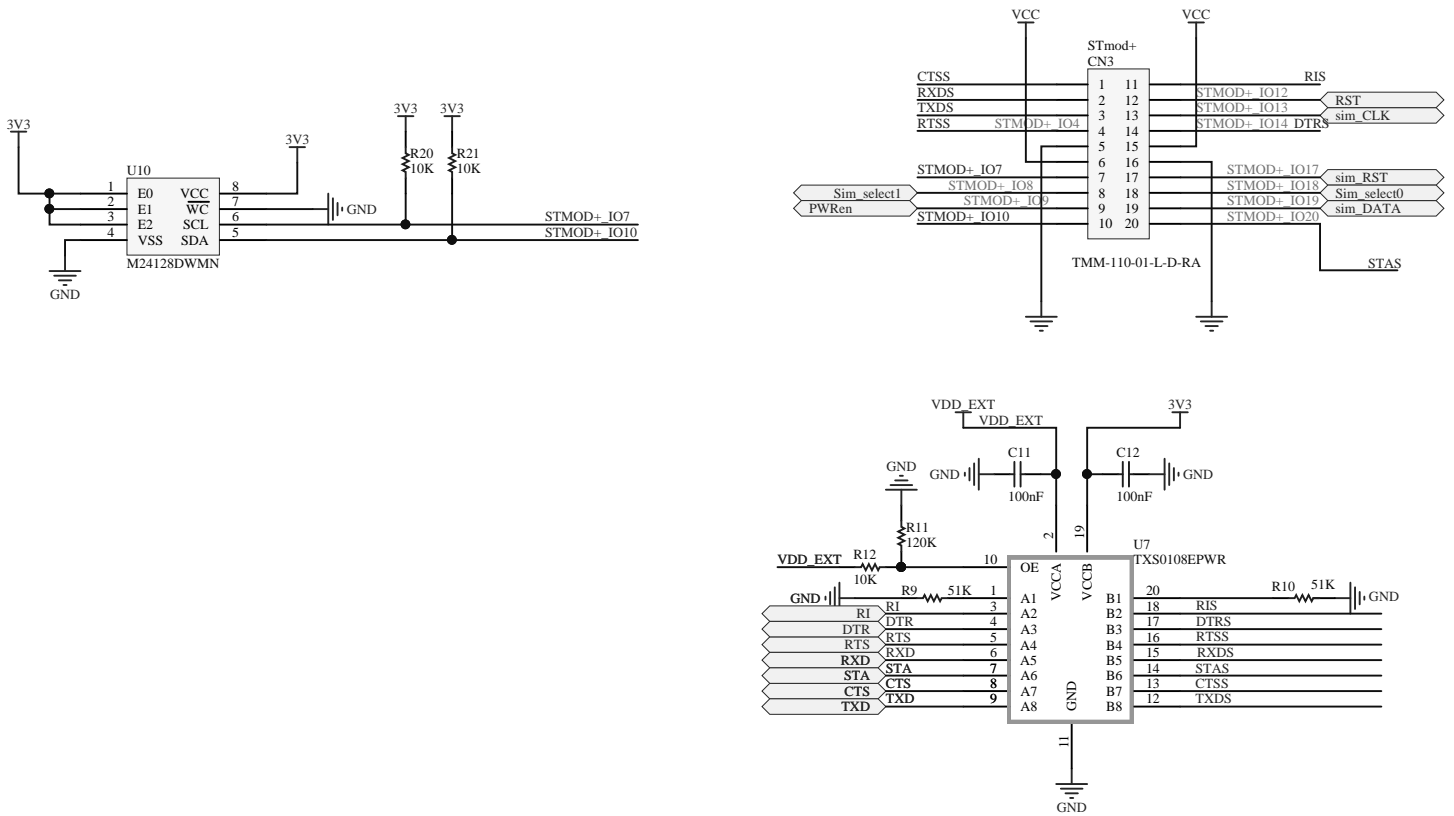 3V3
3V3
3V3 3V3
R20
10K
R21
10K
U10
1 E0 VCC 8
2 E1 WC 7
3 E2 SCL 6
4 VSS SDA 5
M24128DWMN
GND
GND
STMOD+_IO7
STMOD+_IO10
VCC VCC
STmod+
CN3
CTSS 1 11 RIS
RXDS 2 12 STMOD+_IO12 RST
TXDS 3 13 STMOD+_IO13 sim_CLK
RTSS STMOD+_IO4 4 14 STMOD+_IO14 DTRS
5 15
6 16
STMOD+_IO7 7 17 STMOD+_IO17 sim_RST
Sim_select1 STMOD+_IO8 8 18 STMOD+_IO18 Sim_select0
PWRen STMOD+_IO9 9 19 STMOD+_IO19 sim_DATA
STMOD+_IO10 10 20 STMOD+_IO20
TMM-110-01-L-D-RA
STAS
VDD_EXT
VDD_EXT
3V3
GND C11 100nF
C12 100nF GND
GND
R11
120K
2 19
U7
TXS0108EPWR
VDD_EXT R12 10K 10 OE VCCA VCCB
GND R9 51K 1 A1 B1 20 R10 51K GND
RI RI 3 A2 B2 18 RIS
DTR DTR 4 A3 B3 17 DTRS
RTS RTS 5 A4 B4 16 RTSS
RXD RXD 6 A5 B5 15 RXDS
STA STA 7 A6 B6 14 STAS
CTS CTS 8 A7 B7 13 CTSS
TXD TXD 9 A8 B8 12 TXDS
GND
11
GND